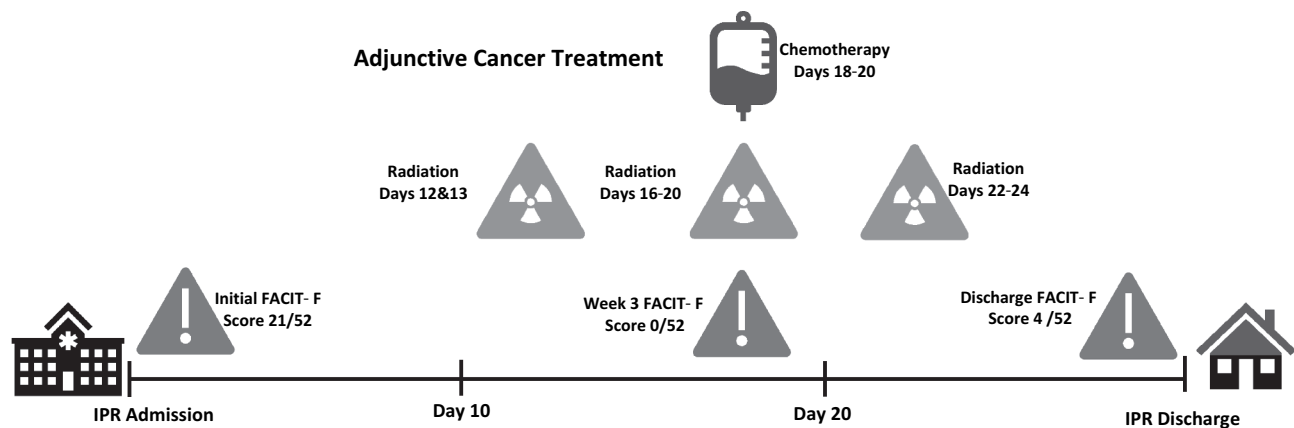 Adjunctive Cancer Treatment
Chemotherapy
Days 18-20
Radiation
Days 12&13
Radiation
Days 16-20
Radiation
Days 22-24
Initial FACIT- F
Score 21/52
Week 3 FACIT- F
Score 0/52
Discharge FACIT- F
Score 4 /52
IPR Admission
Day 10
Day 20
IPR Discharge